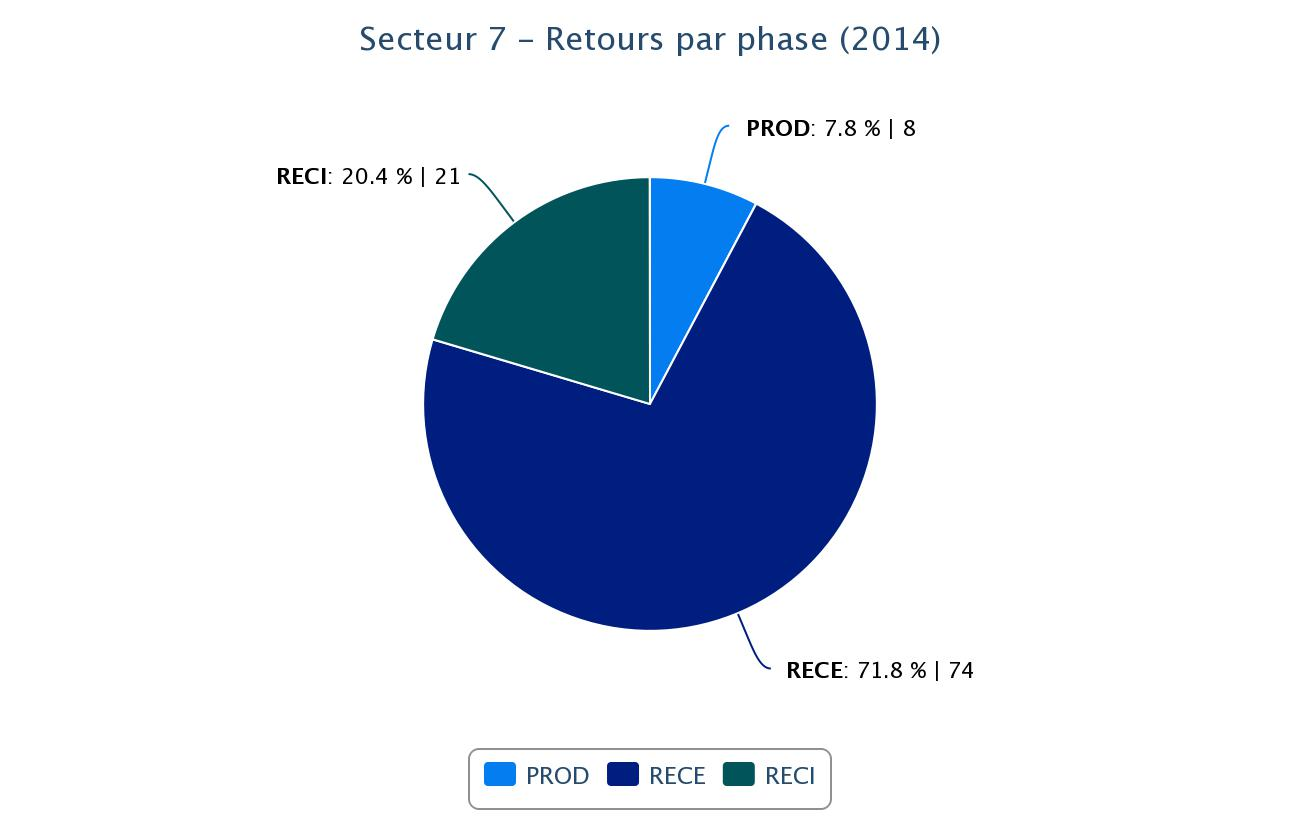 Secteur 7 – Retours par phase (2014)
PROD: 7.8 % | 8
RECI: 20.4 % | 21
RECE: 71.8 % | 74
PROD RECE RECI